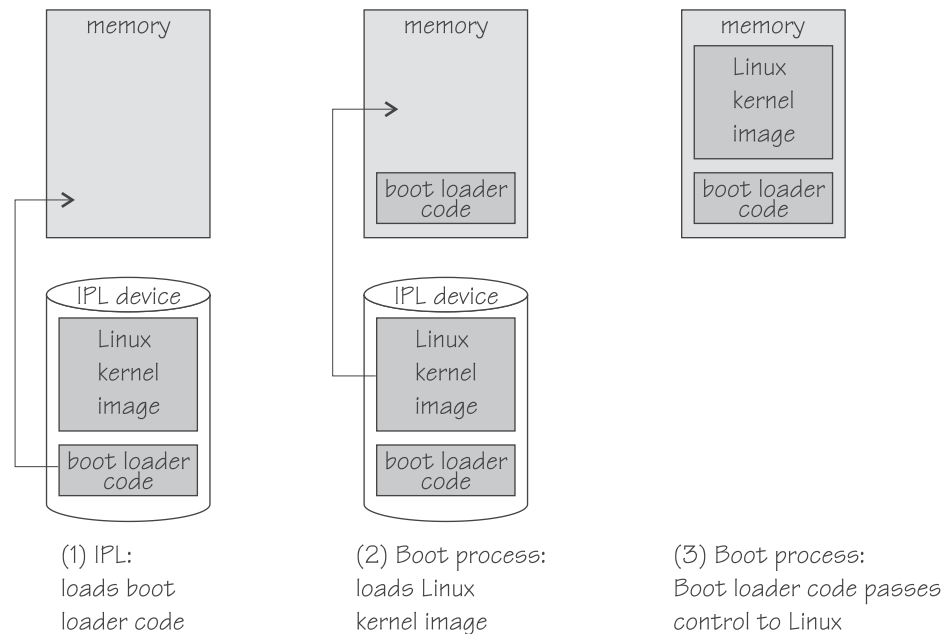 memory
IPL device
Linux
kernel
image
boot loader
code
(1) IPL:
loads boot
loader code
memory
boot loader
code
IPL device
Linux
kernel
image
boot loader
code
(2) Boot process:
loads Linux
kernel image
memory
Linux
kernel
image
boot loader
code
(3) Boot process:
Boot loader code passes
control to Linux